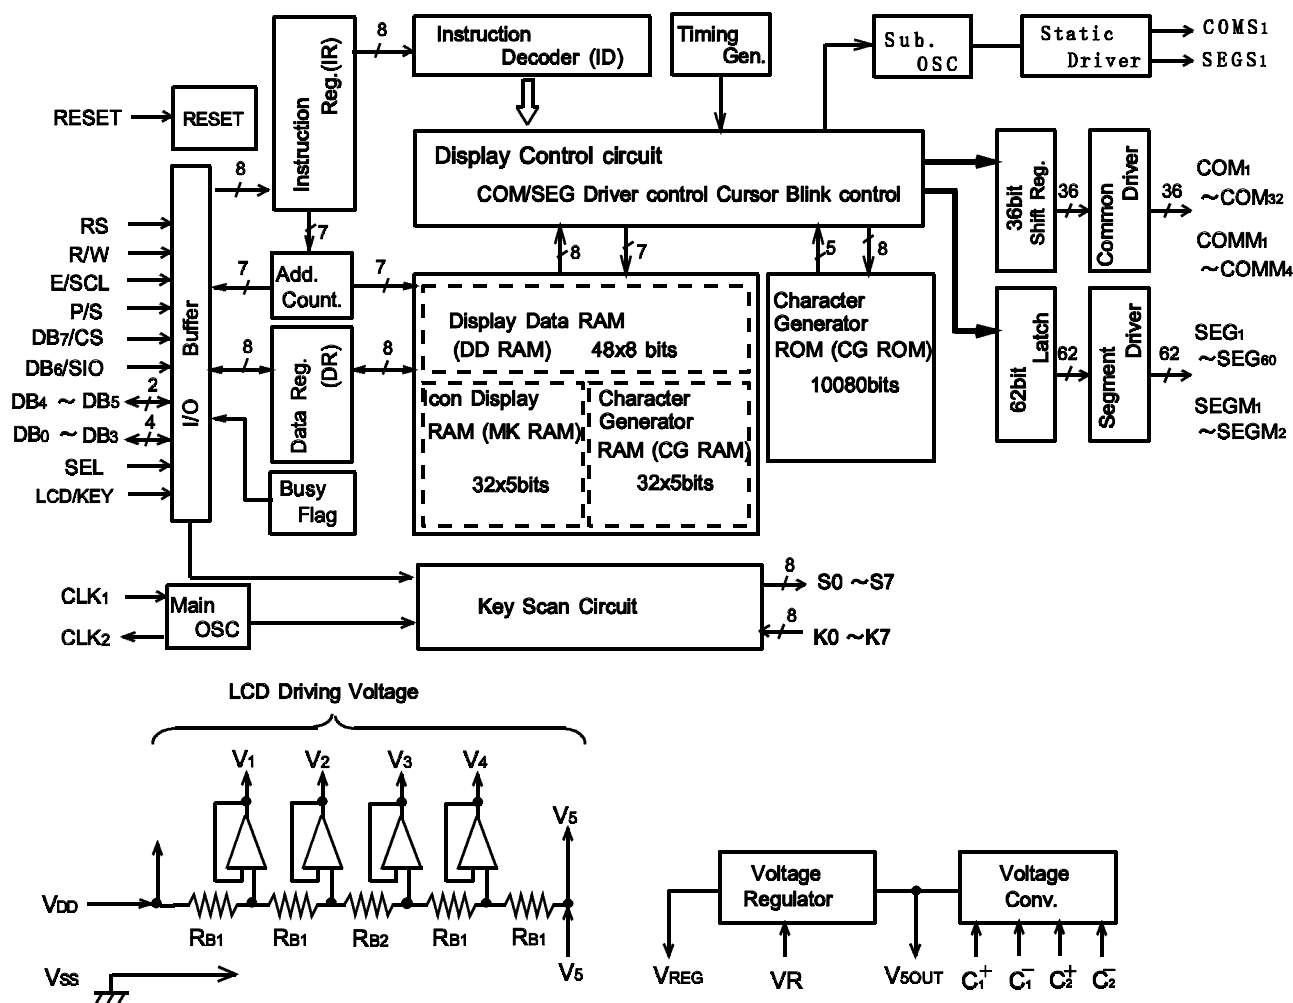 8
Instruction
Decoder (ID)
Timing
Gen.
Sub.
OSC
Static
Driver
COMS1
SEGS1
RESET
RESET
Instruction
Reg.(IR)
8
7
Display Control circuit
COM/SEG Driver control Cursor Blink control
36bit
Shift Reg.
36
Common
Driver
36
COM1
~COM32
COMM1
~COMM4
RS
R/W
E/SCL
P/S
DB7/CS
DB6/SIO
DB4 ~ DB5
2
DB0 ~ DB3
4
SEL
LCD/KEY
I/O Buffer
7
Add.
Count.
7
8
Data Reg.
(DR)
8
Busy
Flag
8
7
5
8
Display Data RAM
(DD RAM) 48x8 bits
Icon Display
RAM (MK RAM)
32x5bits
Character
Generator
RAM (CG RAM)
32x5bits
Character
Generator
ROM (CG ROM)
10080bits
62bit
Latch
62
Segment
Driver
62
SEG1
~SEG60
SEGM1
~SEGM2
CLK1
CLK2
Main
OSC
Key Scan Circuit
8
S0 ~S7
8
K0 ~K7
LCD Driving Voltage
V1
V2
V3
V4
V5
VDD
RB1
RB1
RB2
RB1
RB1
V5
VSS
Voltage
Regulator
Voltage
Conv.
VREG
VR
V5OUT
C1+
C1−
C2+
C2−